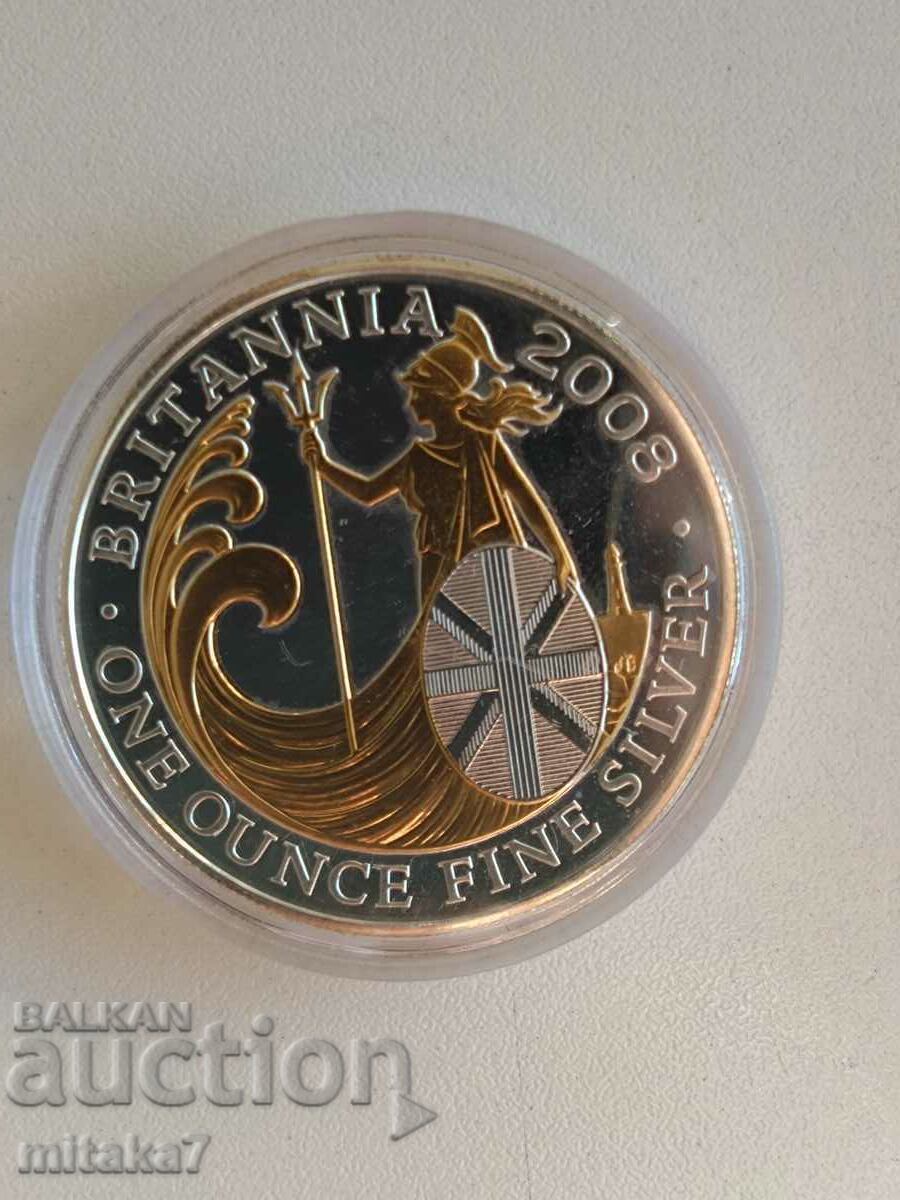 BRITANNIA 2008
ONE OUNCE FINE SILVER
BALKAN
auction
mitaka7